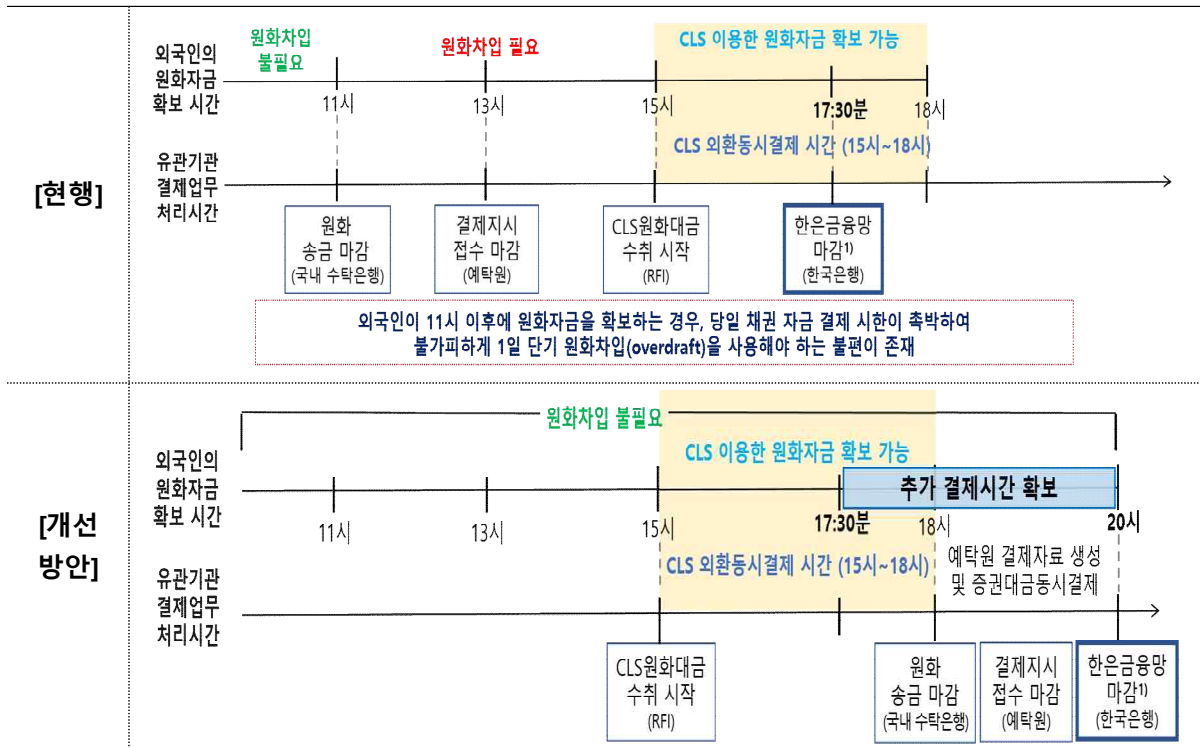 [현행]
외국인의
원화자금
확보 시간
원화차입
불필요
원화차입 필요
CLS 이용한 원화자금 확보 가능
11시
13시
15시
17:30분
18시
CLS 외환동시결제 시간 (15시~18시)
유관기관
결제업무
처리시간
원화
송금 마감
(국내 수탁은행)
결제지시
접수 마감
(예탁원)
CLS원화대금
수취 시작
(RFI)
한은금융망
마감1)
(한국은행)
외국인이 11시 이후에 원화자금을 확보하는 경우, 당일 채권 자금 결제 시한이 촉박하여
불가피하게 1일 단기 원화차입(overdraft)을 사용해야 하는 불편이 존재
[개선
방안]
원화차입 불필요
외국인의
원화자금
확보 시간
CLS 이용한 원화자금 확보 가능
추가 결제시간 확보
11시
13시
15시
17:30분
18시
20시
CLS 외환동시결제 시간 (15시~18시)
예탁원 결제자료 생성
및 증권대금동시결제
유관기관
결제업무
처리시간
CLS원화대금
수취 시작
(RFI)
원화
송금 마감
(국내 수탁은행)
결제지시
접수 마감
(예탁원)
한은금융망
마감1)
(한국은행)